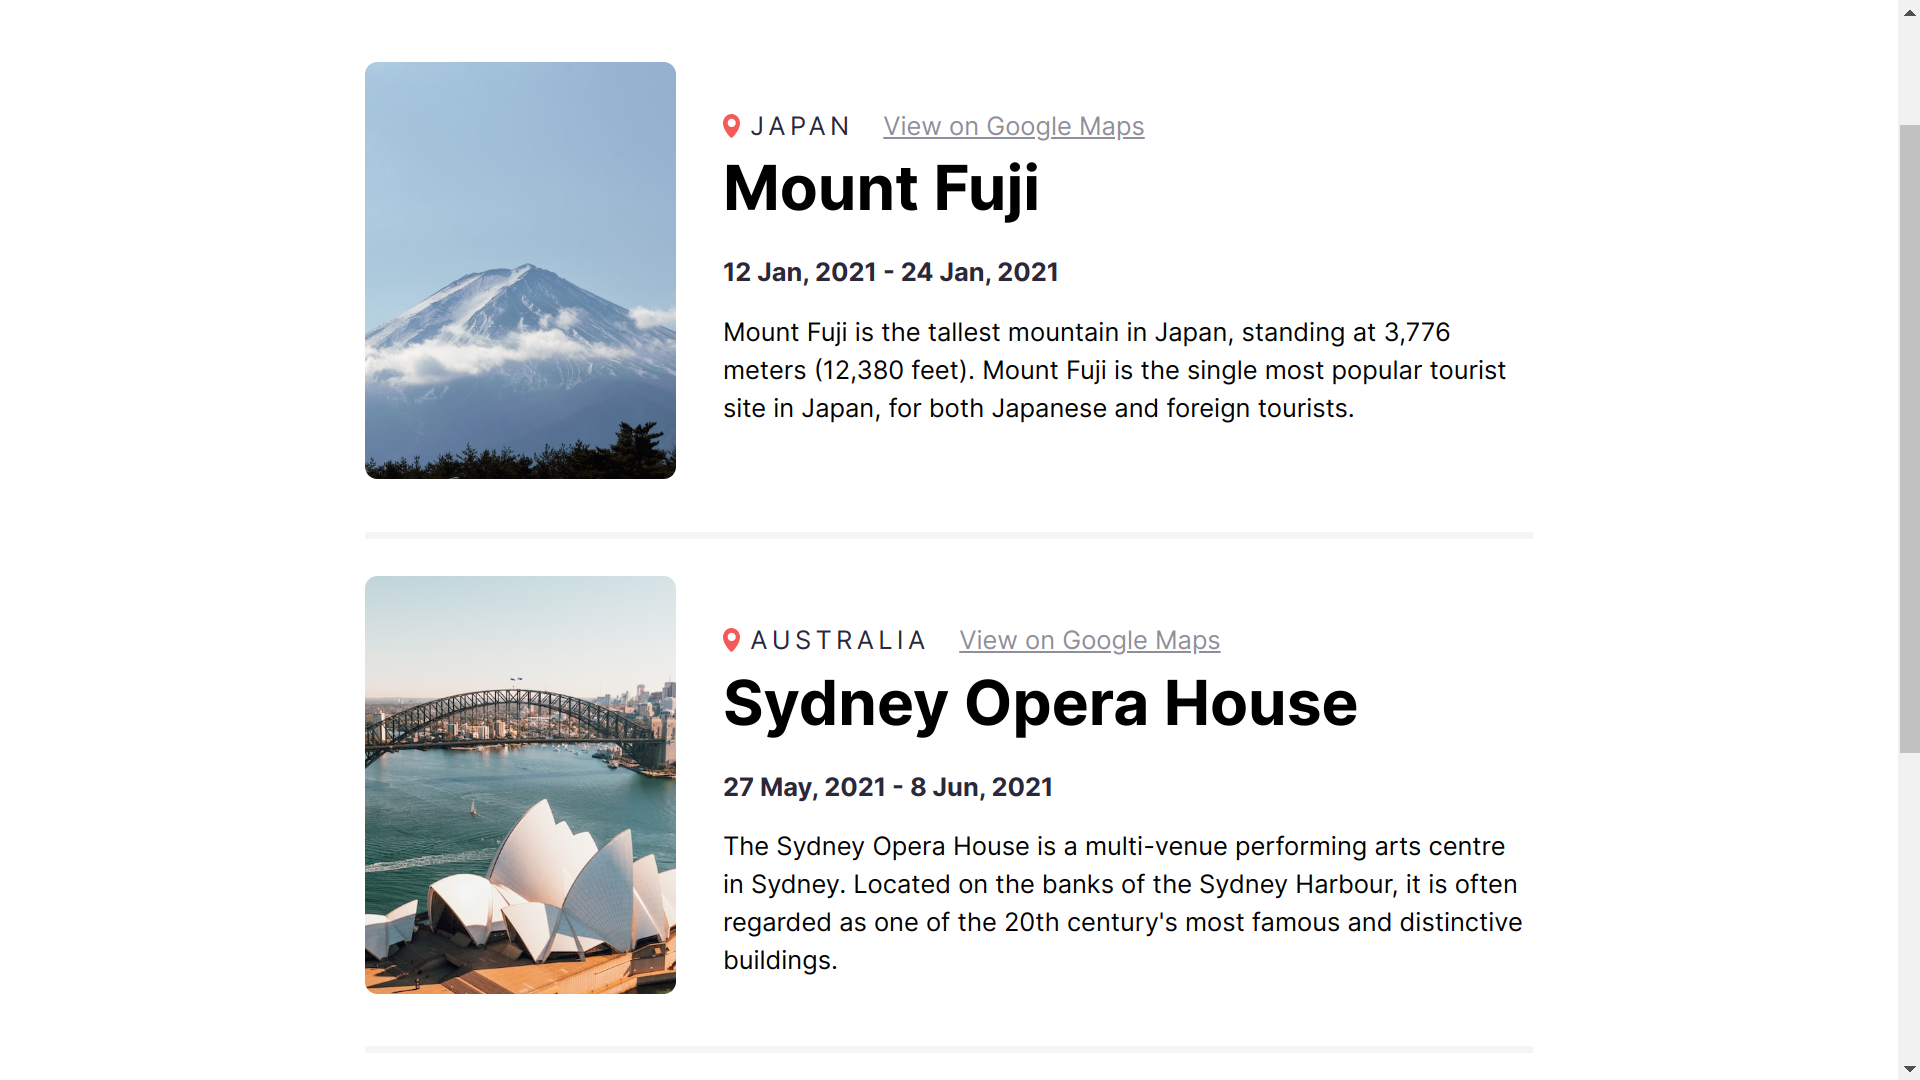 JAPAN View on Google Maps
Mount Fuji
12 Jan, 2021 - 24 Jan, 2021
Mount Fuji is the tallest mountain in Japan, standing at 3,776
meters (12,380 feet). Mount Fuji is the single most popular tourist
site in Japan, for both Japanese and foreign tourists.
AUSTRALIA View on Google Maps
Sydney Opera House
27 May, 2021 - 8 Jun, 2021
The Sydney Opera House is a multi-venue performing arts centre
in Sydney. Located on the banks of the Sydney Harbour, it is often
regarded as one of the 20th century's most famous and distinctive
buildings.